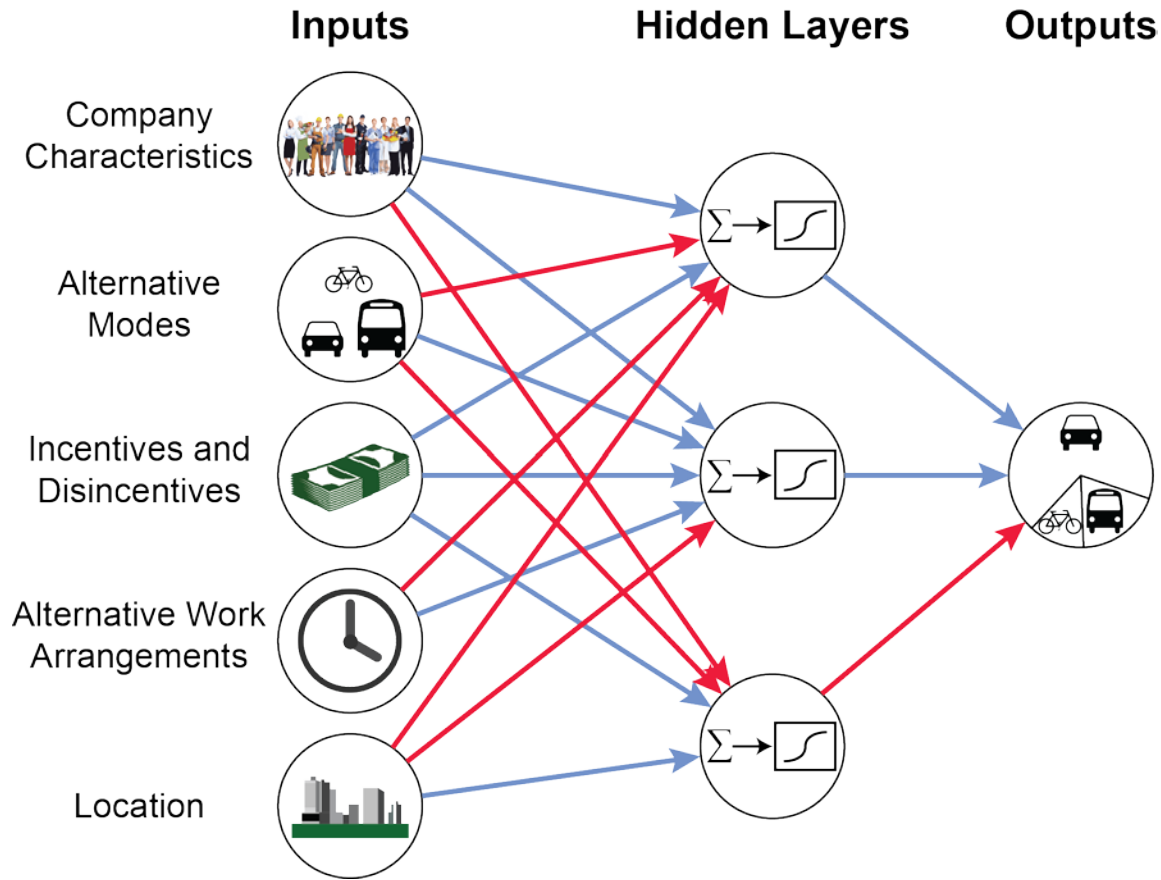 Inputs
Hidden Layers
Outputs
Company
Characteristics
Alternative
Modes
Incentives and
Disincentives
Alternative Work
Arrangements
Location
∑
∑
∑